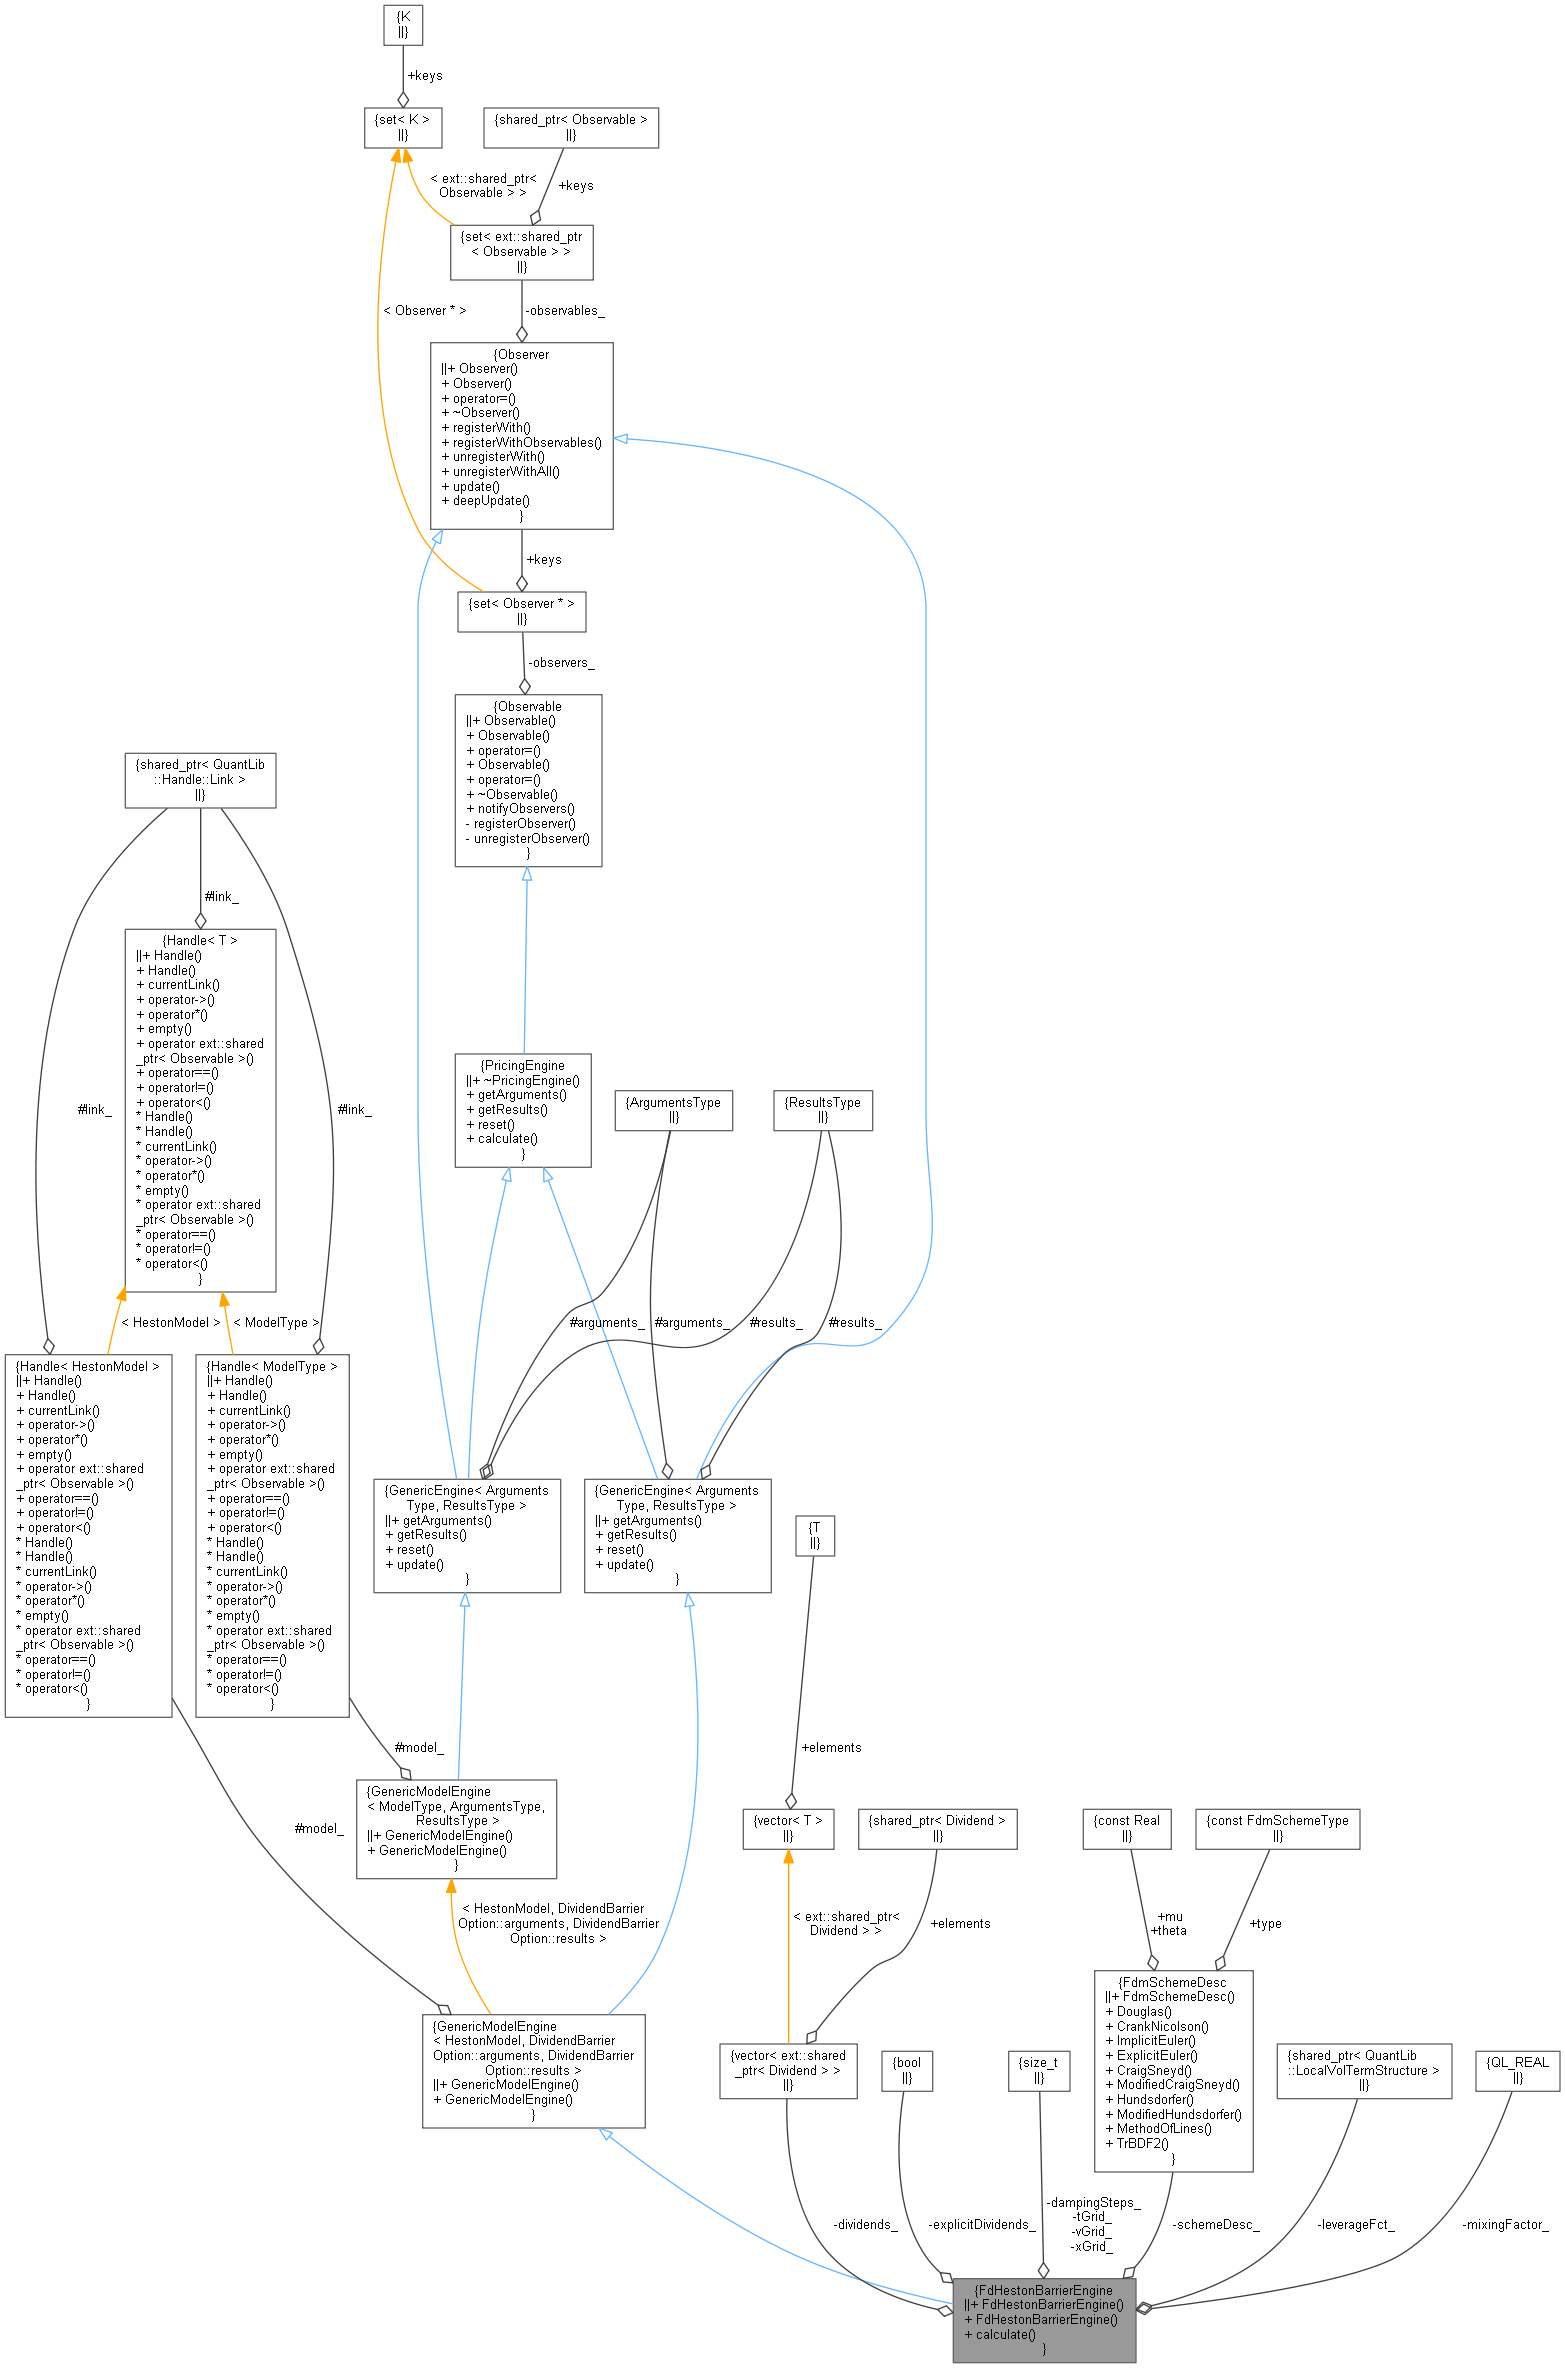 {K
||}
+keys
{set< K >
||}
{shared_ptr< Observable >
||}
< ext::shared_ptr<
Observable > >
+keys
{set< ext::shared_ptr
< Observable > >
||}
< Observer * >
-observables_
{Observer
||+ Observer()
+ Observer()
+ operator=()
+ ~Observer()
+ registerWith()
+ registerWithObservables()
+ unregisterWith()
+ unregisterWithAll()
+ update()
+ deepUpdate()
}
+keys
{set< Observer * >
||}
-observers_
{Observable
||+ Observable()
+ Observable()
+ operator=()
+ Observable()
+ operator=()
+ ~Observable()
+ notifyObservers()
- registerObserver()
- unregisterObserver()
}
{shared_ptr< QuantLib
::Handle::Link >
||}
#link_
{Handle< T >
||+ Handle()
+ Handle()
+ currentLink()
+ operator->()
+ operator*()
+ empty()
+ operator ext::shared
_ptr< Observable >()
+ operator==()
+ operator!=()
+ operator<()
* Handle()
* Handle()
* currentLink()
* operator->()
* operator*()
* empty()
* operator ext::shared
_ptr< Observable >()
* operator==()
* operator!=()
* operator<()
}
#link_
#link_
{PricingEngine
||+ ~PricingEngine()
+ getArguments()
+ getResults()
+ reset()
+ calculate()
}
{ArgumentsType
||}
{ResultsType
||}
< HestonModel >
< ModelType >
#arguments_
#arguments_
#results_
#results_
{Handle< HestonModel >
||+ Handle()
+ Handle()
+ currentLink()
+ operator->()
+ operator*()
+ empty()
+ operator ext::shared
_ptr< Observable >()
+ operator==()
+ operator!=()
+ operator<()
* Handle()
* Handle()
* currentLink()
* operator->()
* operator*()
* empty()
* operator ext::shared
_ptr< Observable >()
* operator==()
* operator!=()
* operator<()
}
{Handle< ModelType >
||+ Handle()
+ Handle()
+ currentLink()
+ operator->()
+ operator*()
+ empty()
+ operator ext::shared
_ptr< Observable >()
+ operator==()
+ operator!=()
+ operator<()
* Handle()
* Handle()
* currentLink()
* operator->()
* operator*()
* empty()
* operator ext::shared
_ptr< Observable >()
* operator==()
* operator!=()
* operator<()
}
{GenericEngine< Arguments
Type, ResultsType >
||+ getArguments()
+ getResults()
+ reset()
+ update()
}
{GenericEngine< Arguments
Type, ResultsType >
||+ getArguments()
+ getResults()
+ reset()
+ update()
}
{T
||}
#model_
+elements
#model_
{GenericModelEngine
< ModelType, ArgumentsType,
ResultsType >
||+ GenericModelEngine()
+ GenericModelEngine()
}
{vector< T >
||}
{shared_ptr< Dividend >
||}
{const Real
||}
{const FdmSchemeType
||}
< HestonModel, DividendBarrier
Option::arguments, DividendBarrier
Option::results >
< ext::shared_ptr<
Dividend > >
+elements
+mu
+theta
+type
{GenericModelEngine
< HestonModel, DividendBarrier
Option::arguments, DividendBarrier
Option::results >
||+ GenericModelEngine()
+ GenericModelEngine()
}
{vector< ext::shared
_ptr< Dividend > >
||}
{bool
||}
{size_t
||}
{FdmSchemeDesc
||+ FdmSchemeDesc()
+ Douglas()
+ CrankNicolson()
+ ImplicitEuler()
+ ExplicitEuler()
+ CraigSneyd()
+ ModifiedCraigSneyd()
+ Hundsdorfer()
+ ModifiedHundsdorfer()
+ MethodOfLines()
+ TrBDF2()
}
{shared_ptr< QuantLib
::LocalVolTermStructure >
||}
{QL_REAL
||}
-dividends_
-explicitDividends_
-dampingSteps_
-tGrid_
-vGrid_
-xGrid_
-schemeDesc_
-leverageFct_
-mixingFactor_
{FdHestonBarrierEngine
||+ FdHestonBarrierEngine()
+ FdHestonBarrierEngine()
+ calculate()
}